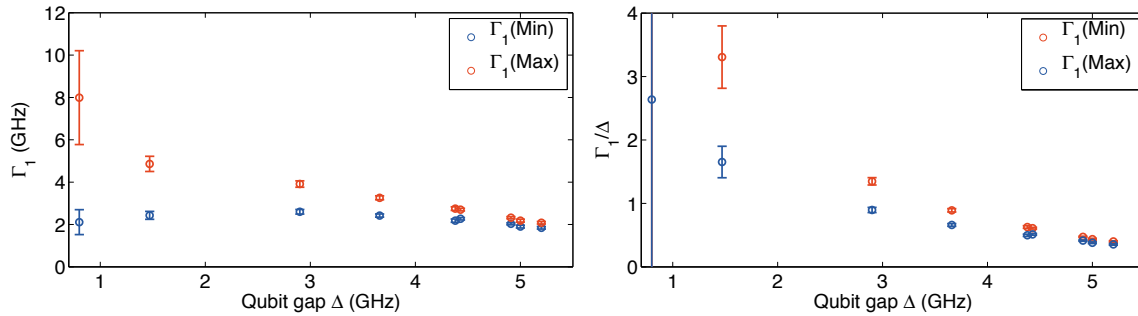 12
10
8
6
4
2
0
Γ₁ (GHz)
Γ₁(Min)
Γ₁(Max)
1 2 3 4 5
Qubit gap Δ (GHz)
4
3
2
1
0
Γ₁/Δ
Γ₁(Min)
Γ₁(Max)
1 2 3 4 5
Qubit gap Δ (GHz)